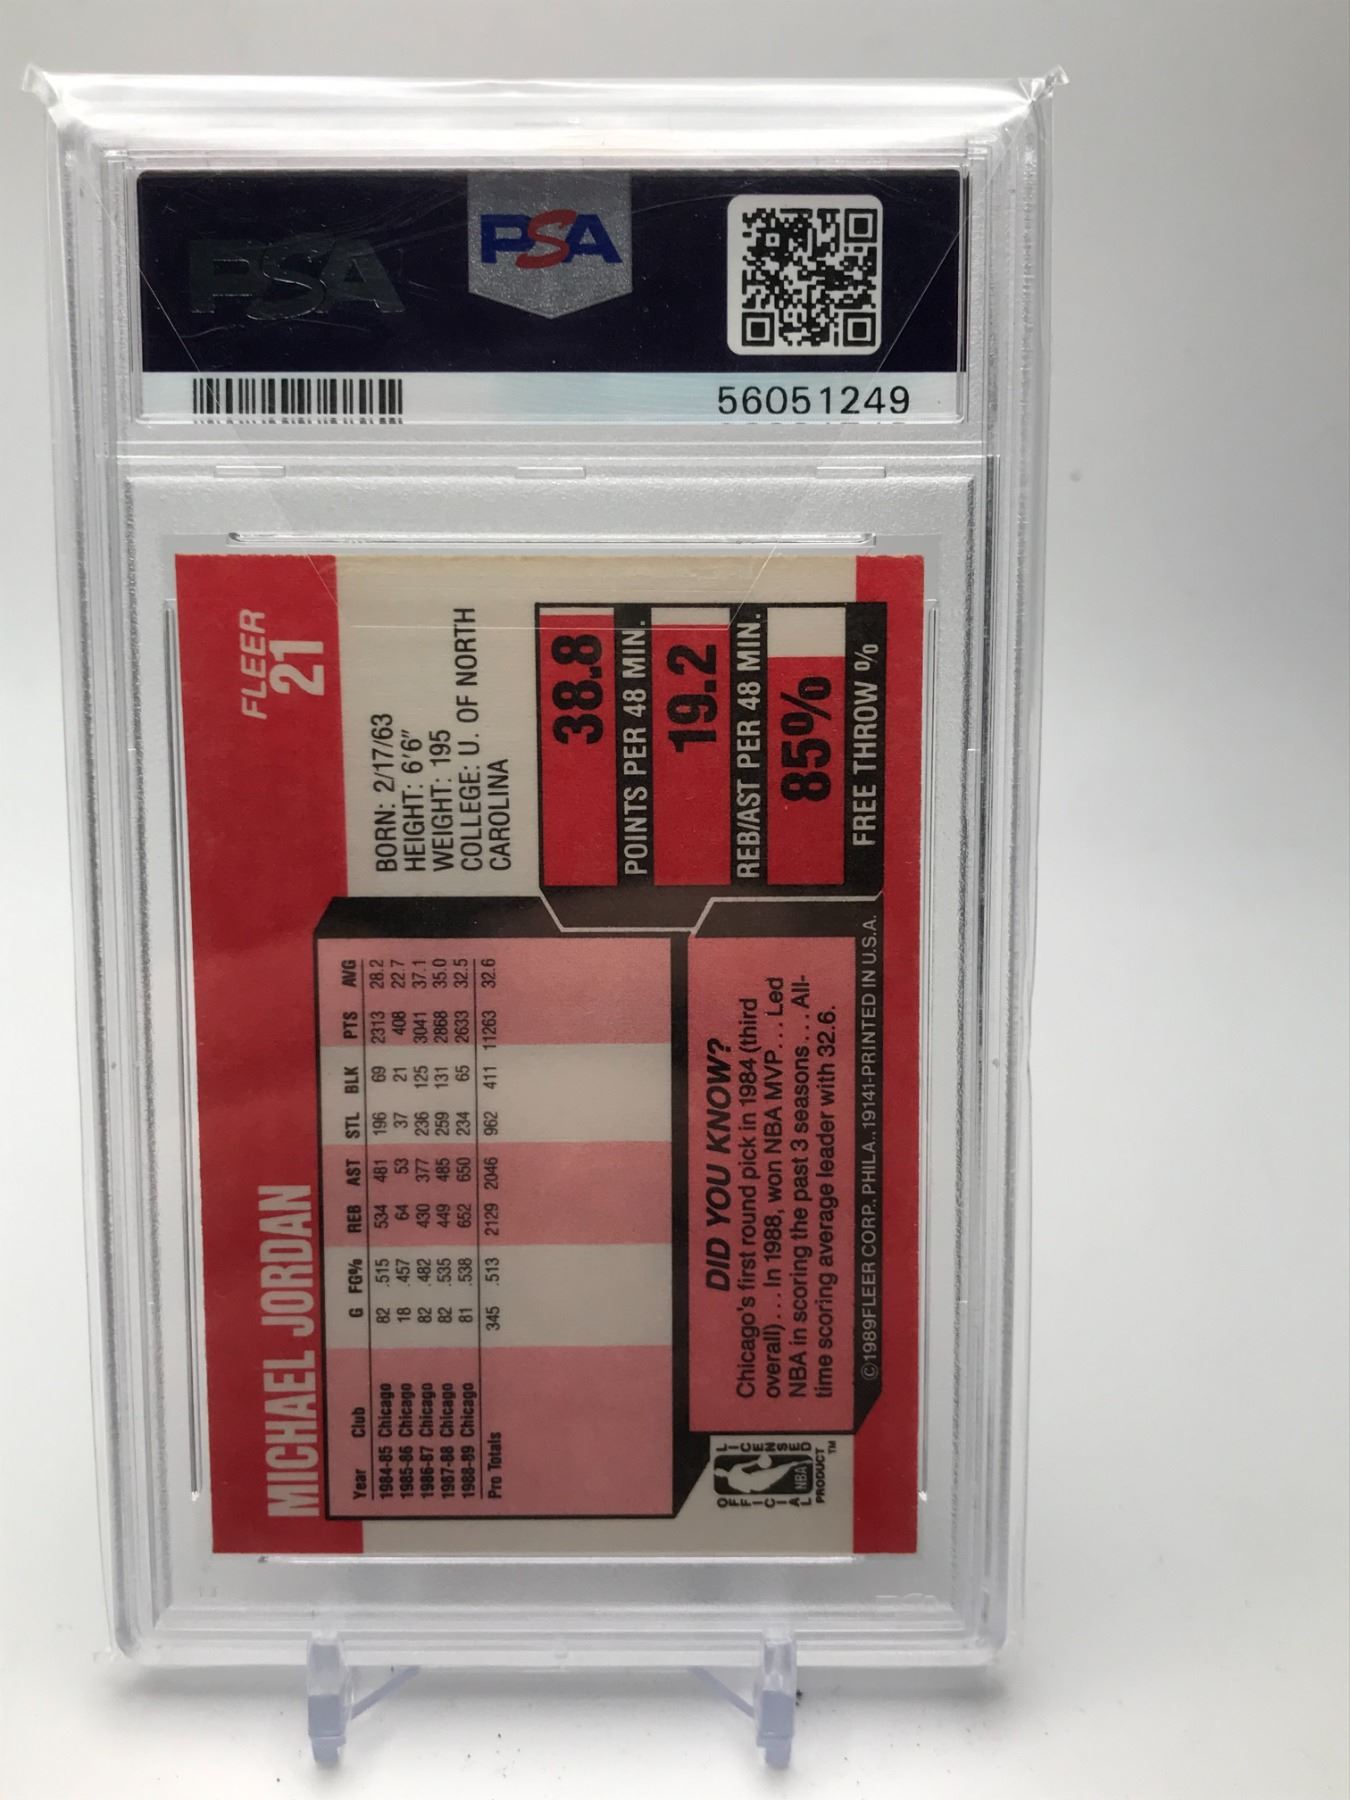 PSA
PSA
56051249
FLEER
21
MICHAEL JORDAN
BORN: 2/17/63
HEIGHT: 6'6"
WEIGHT: 195
COLLEGE: U. OF NORTH
CAROLINA
Year Club G FG% REB AST STL BLK PTS AVG
1984-85 Chicago 82 .515 534 481 196 69 2313 28.2
1985-86 Chicago 18 .457 64 53 37 21 408 22.7
1986-87 Chicago 82 .482 430 377 236 125 3041 37.1
1987-88 Chicago 82 .535 449 485 259 131 2868 35.0
1988-89 Chicago 81 .538 652 650 234 65 2633 32.5
Pro Totals 345 .513 2129 2046 962 411 11263 32.6
38.8
POINTS PER 48 MIN.
19.2
REB/AST PER 48 MIN.
85%
FREE THROW %
DID YOU KNOW?
Chicago's first round pick in 1984 (third
overall) . . . In 1988, won NBA MVP . . . Led
NBA in scoring the past 3 seasons . . . All-
time scoring average leader with 32.6.
OFFICIAL LICENSED
NBA
PRODUCT™
©1989 FLEER CORP., PHILA., 19141-PRINTED IN U.S.A.